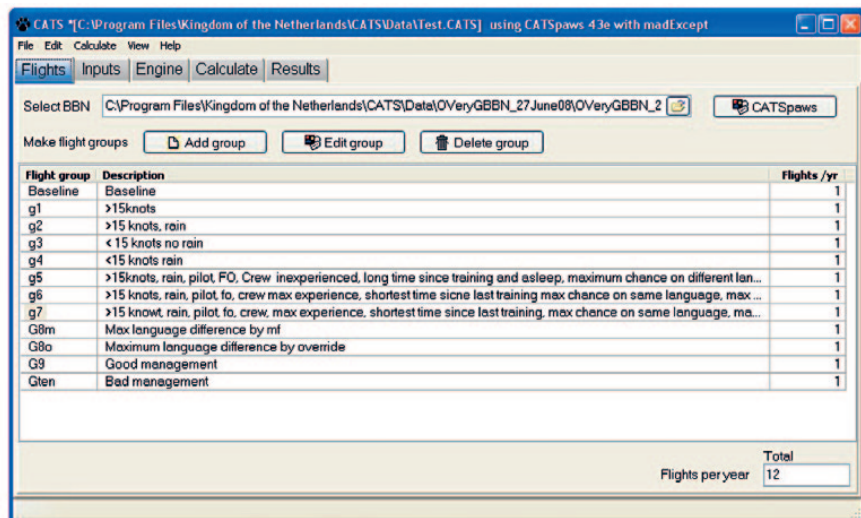 CATS *[C:\Program Files\Kingdom of the Netherlands\CATS\Data\Test.CATS] using CATSpaws 43e with madExcept
File Edit Calculate View Help
Flights Inputs Engine Calculate Results
Select BBN C:\Program Files\Kingdom of the Netherlands\CATS\Data\OVeryGBBN_27June08\OVeryGBBN_2 CATSpaws
Make flight groups Add group Edit group Delete group
Flight group Description Flights /yr
Baseline Baseline 1
g1 >15knots 1
g2 >15 knots, rain 1
g3 < 15 knots no rain 1
g4 <15 knots rain 1
g5 >15knots, rain, pilot, FO, Crew inexperienced, long time since training and asleep, maximum chance on different lan... 1
g6 >15 knots, rain, pilot, fo, crew max experience, shortest time sicne last training max chance on same language, max ... 1
g7 >15 knowt, rain, pilot, fo, crew, max experience, shortest time since last training, max chance on same language, ma... 1
G8m Max language difference by mf 1
G8o Maximum language difference by override 1
G9 Good management 1
Gten Bad management 1
Total
Flights per year 12